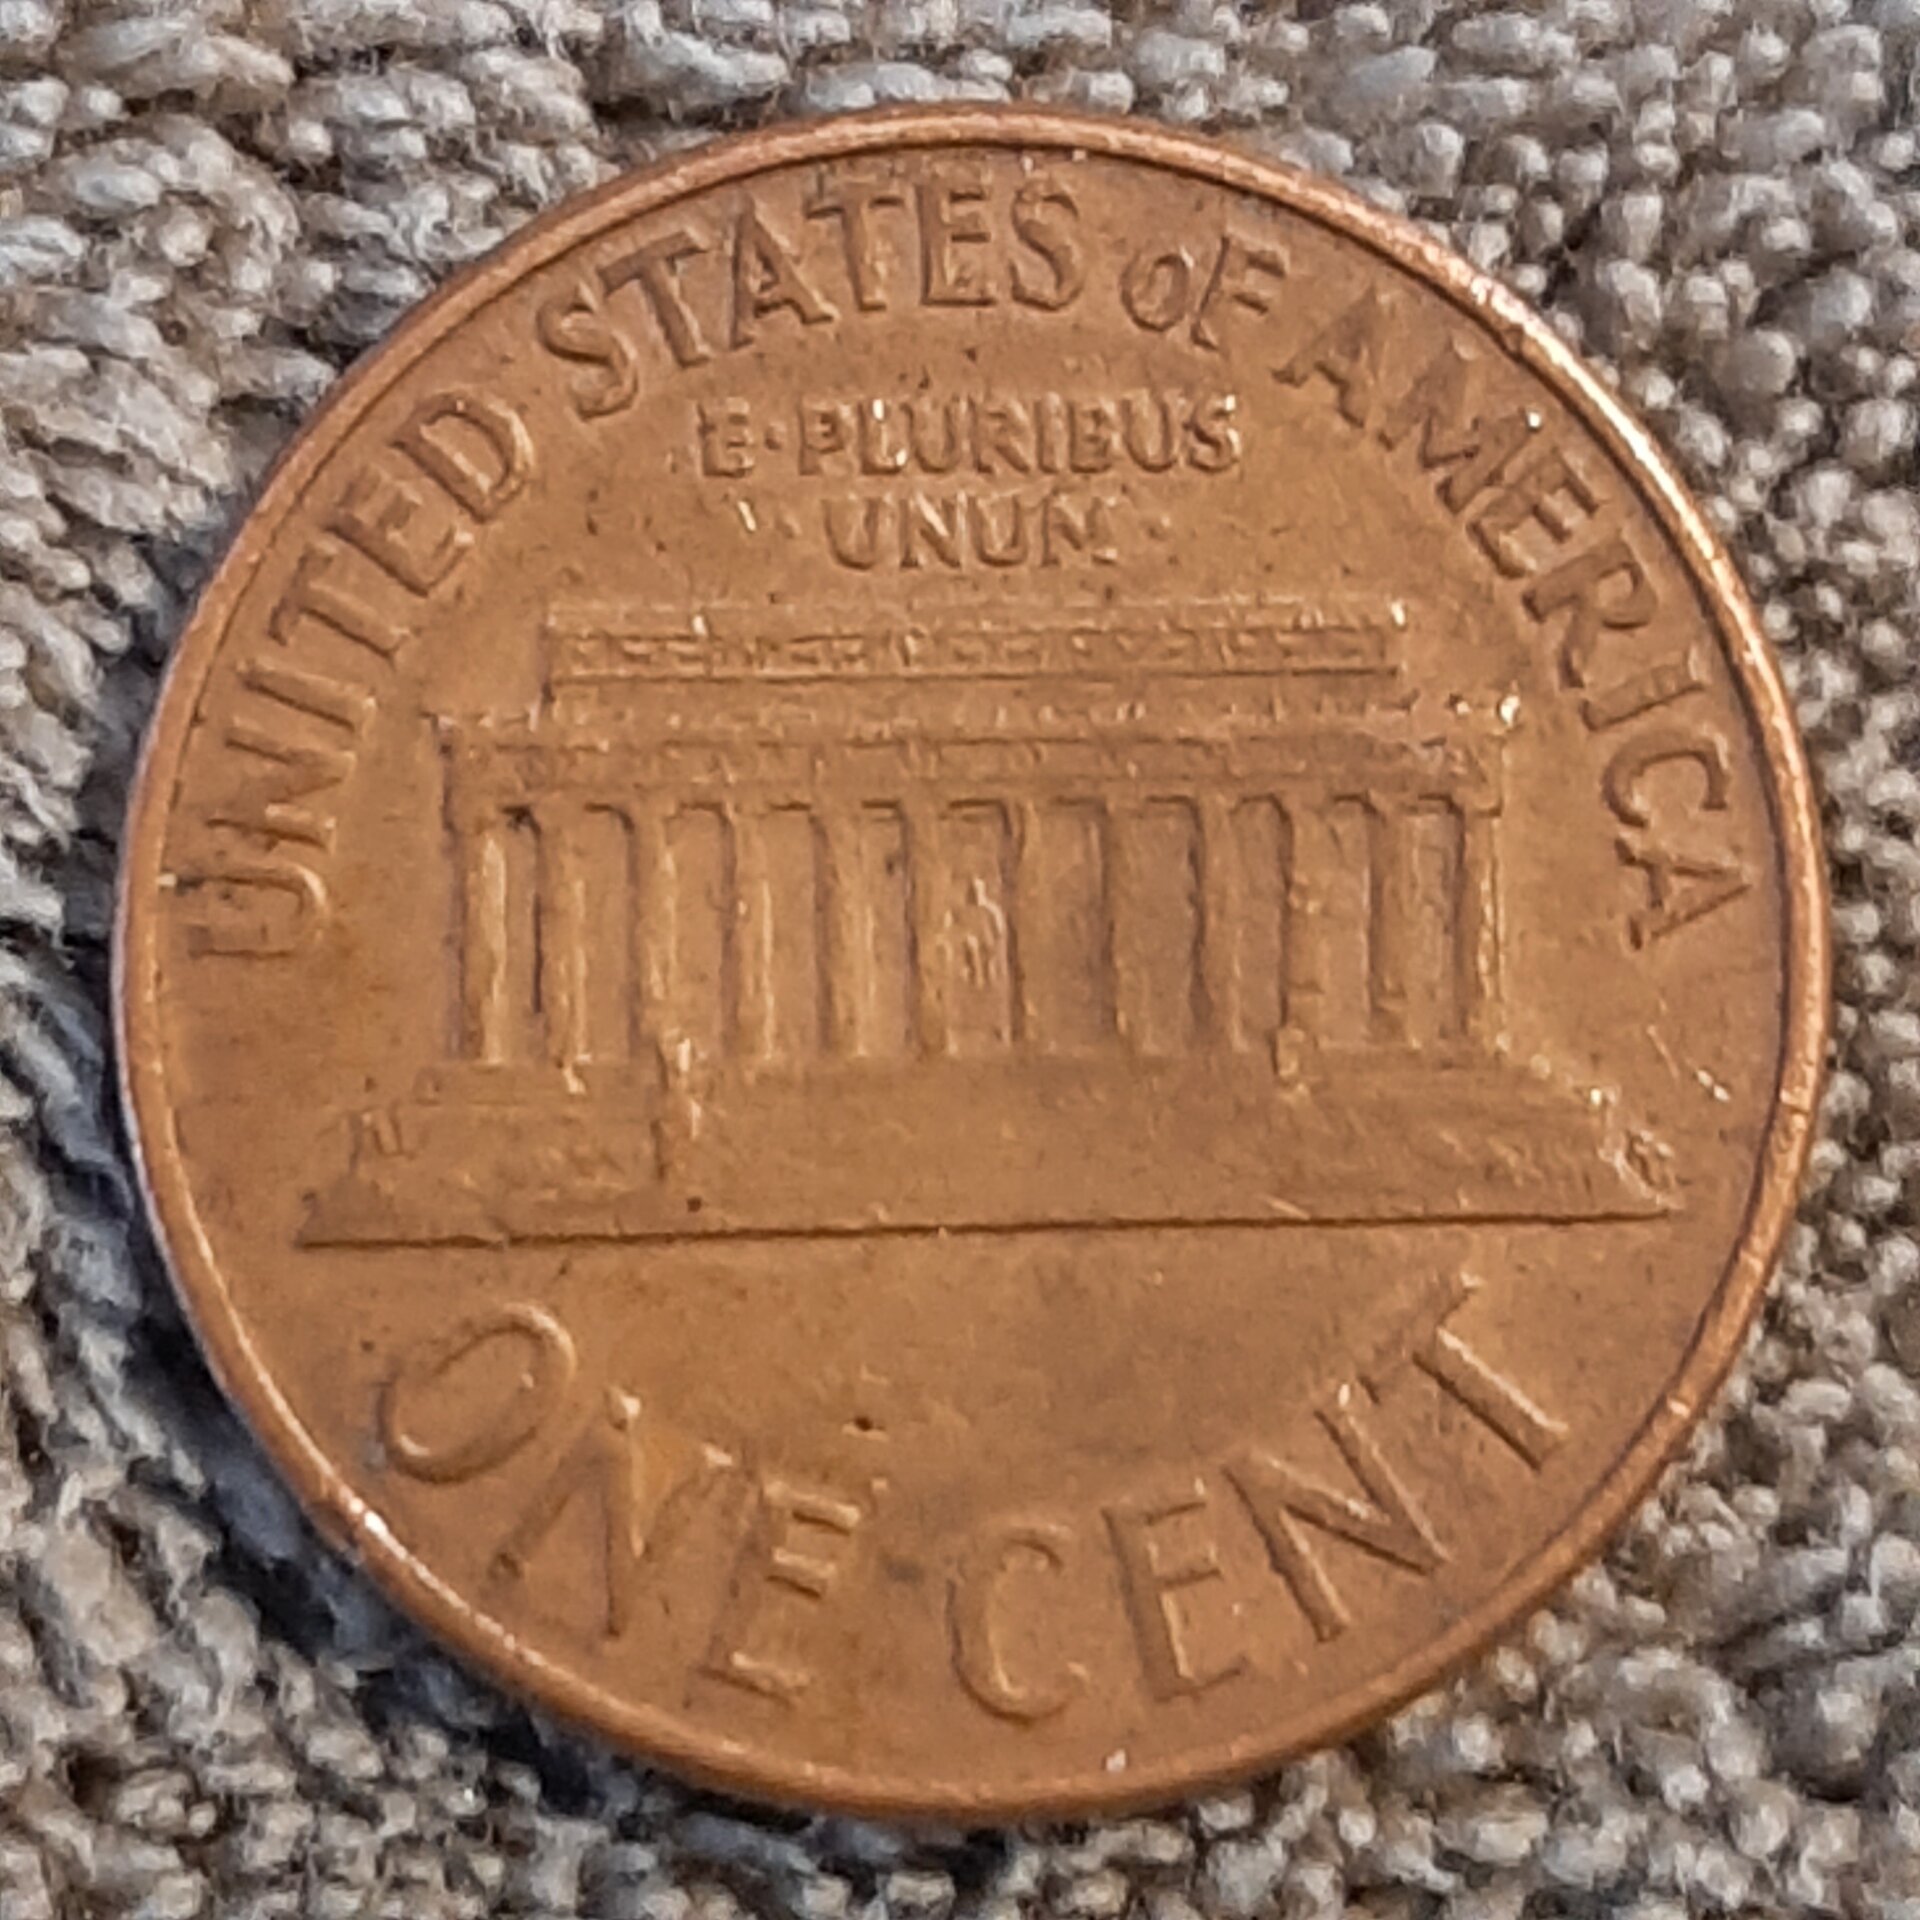 UNITED STATES OF AMERICA
E·PLURIBUS
·UNUM·
ONE CENT